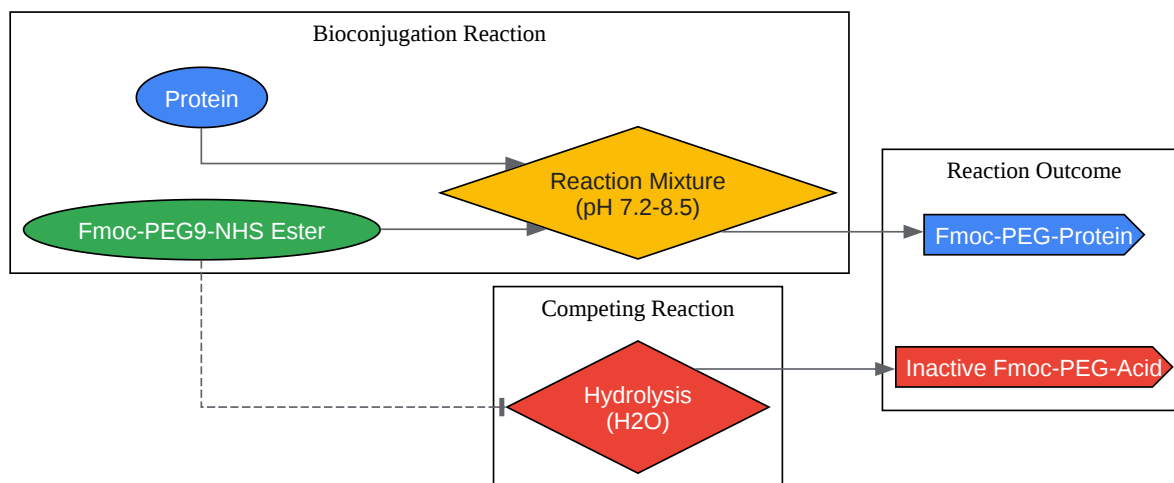 Bioconjugation Reaction
Protein
Reaction Mixture
(pH 7.2-8.5)
Fmoc-PEG9-NHS Ester
Reaction Outcome
Fmoc-PEG-Protein
Competing Reaction
Hydrolysis
(H2O)
Inactive Fmoc-PEG-Acid